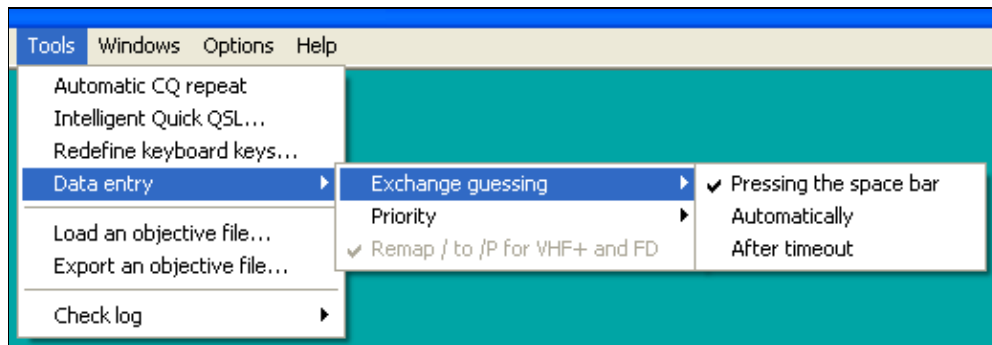 Tools Windows Options Help
Automatic CQ repeat
Intelligent Quick QSL...
Redefine keyboard keys...
Data entry
Exchange guessing
Pressing the space bar
Priority
Automatically
Remap / to /P for VHF+ and FD
After timeout
Load an objective file...
Export an objective file...
Check log